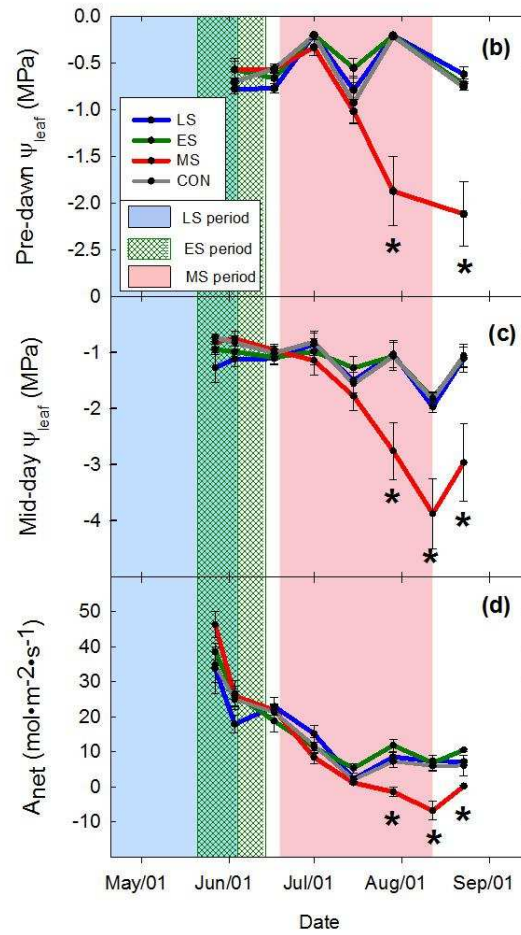 (b)
Pre-dawn Ψleaf (MPa)
0.0
-0.5
-1.0
-1.5
-2.0
-2.5
LS
ES
MS
CON
LS period
ES period
MS period
*
*
(c)
Mid-day Ψleaf (MPa)
0
-1
-2
-3
-4
*
*
*
(d)
Anet (mol•m-2•s-1)
50
40
30
20
10
0
-10
*
*
*
May/01 Jun/01 Jul/01 Aug/01 Sep/01
Date